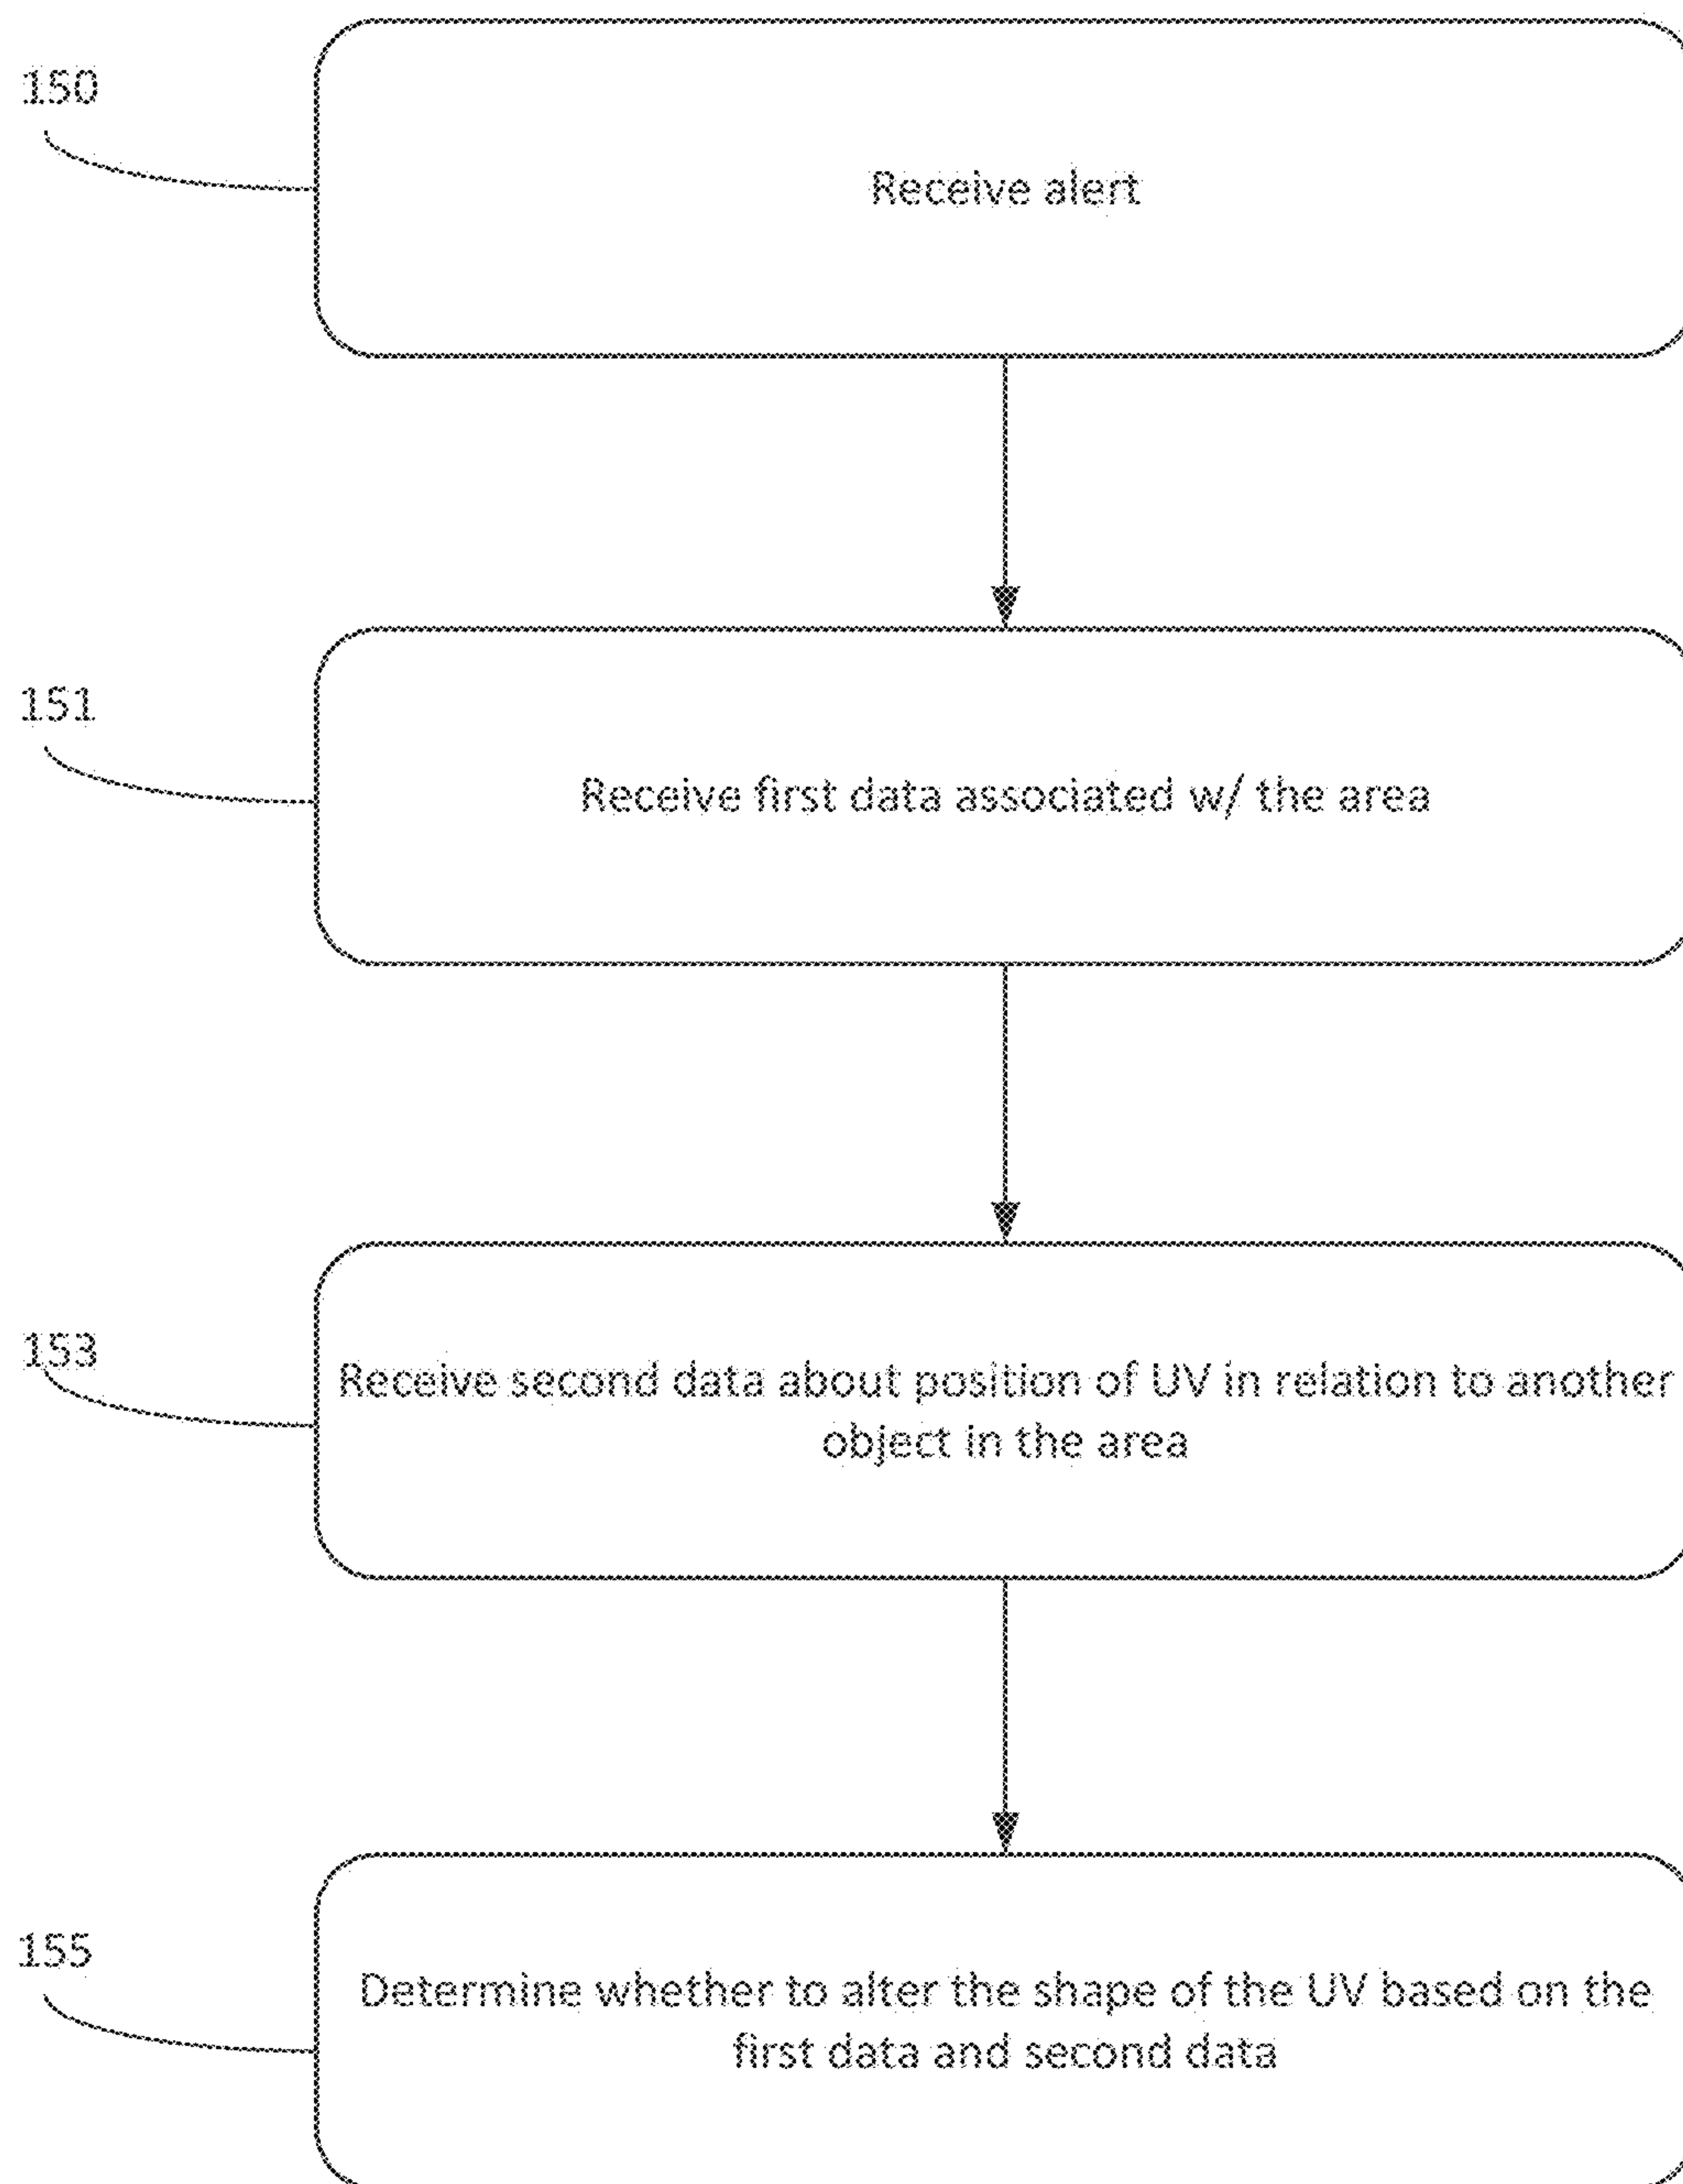 150
Receive alert
151
Receive first data associated w/ the area
153
Receive second data about position of UV in relation to another
object in the area
155
Determine whether to alter the shape of the UV based on the
first data and second data